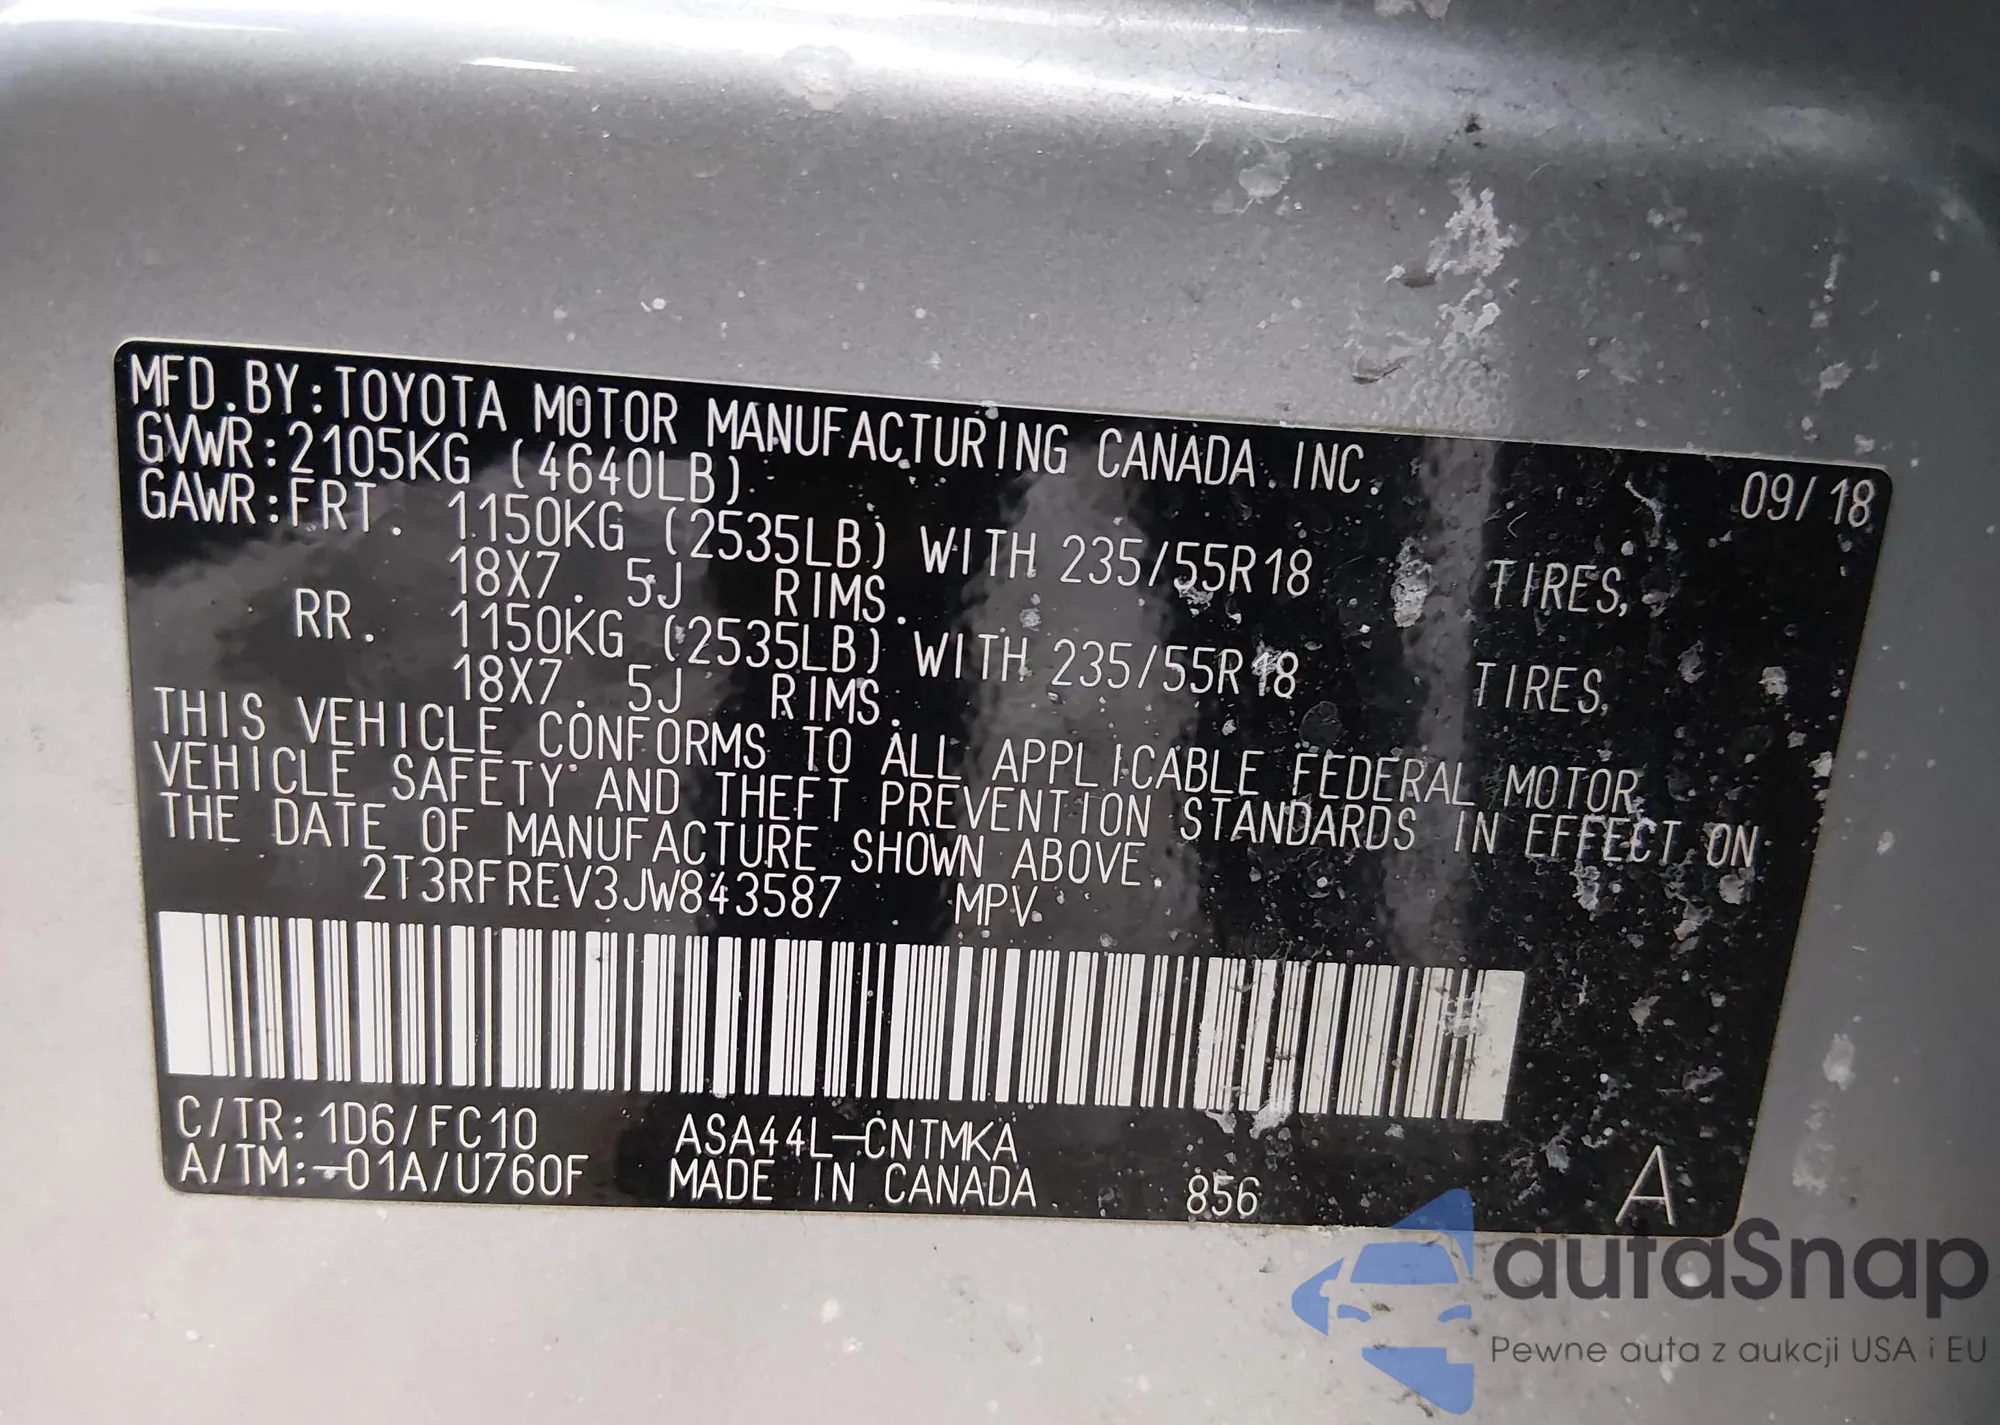 MFD.BY:TOYOTA MOTOR MANUFACTURING CANADA INC. 09/18
GVWR:2105KG (4640LB)
GAWR:FRT. 1150KG (2535LB) WITH 235/55R18 TIRES,
18X7.5J RIMS.
RR. 1150KG (2535LB) WITH 235/55R18 TIRES,
18X7.5J RIMS.
THIS VEHICLE CONFORMS TO ALL APPLICABLE FEDERAL MOTOR
VEHICLE SAFETY AND THEFT PREVENTION STANDARDS IN EFFECT ON
THE DATE OF MANUFACTURE SHOWN ABOVE.
2T3RFREV3JW843587 MPV
C/TR:1D6/FC10 ASA44L-CNTMKA
A/TM:-01A/U760F MADE IN CANADA 856 A
autaSnap
Pewne auta z aukcji USA i EU